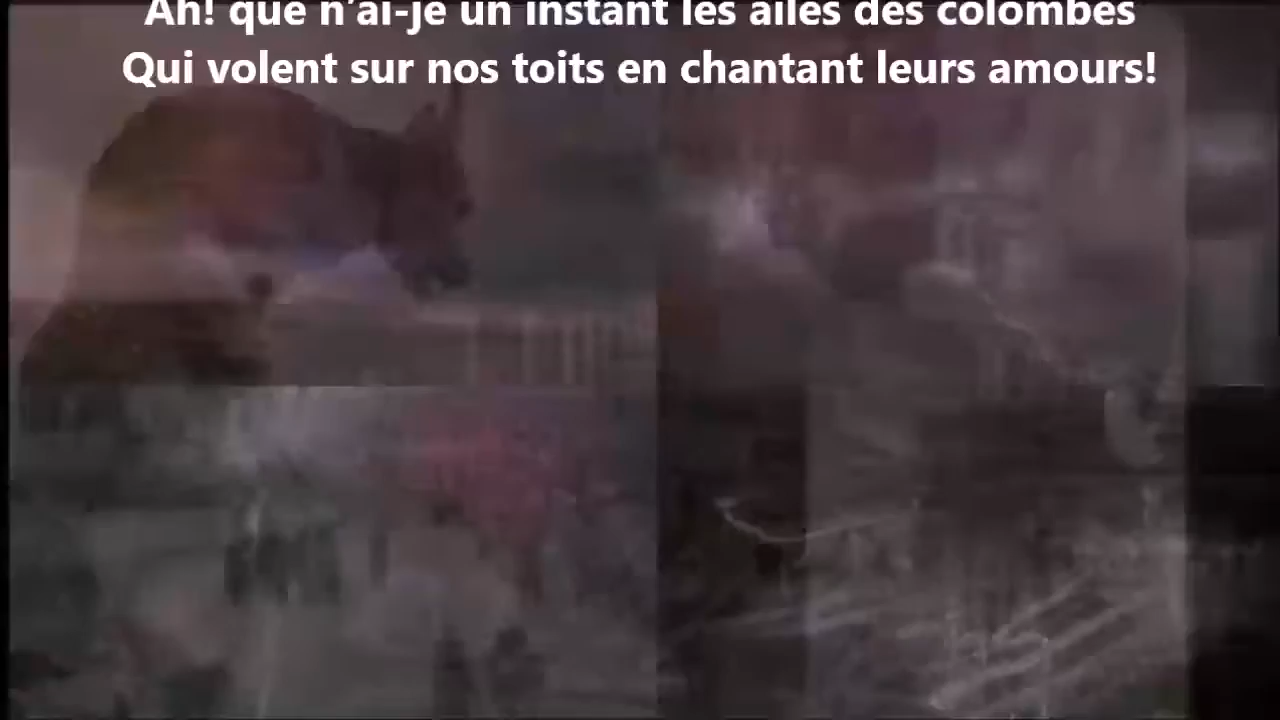 Ah! que n'ai-je un instant les ailes des colombes
Qui volent sur nos toits en chantant leurs amours!